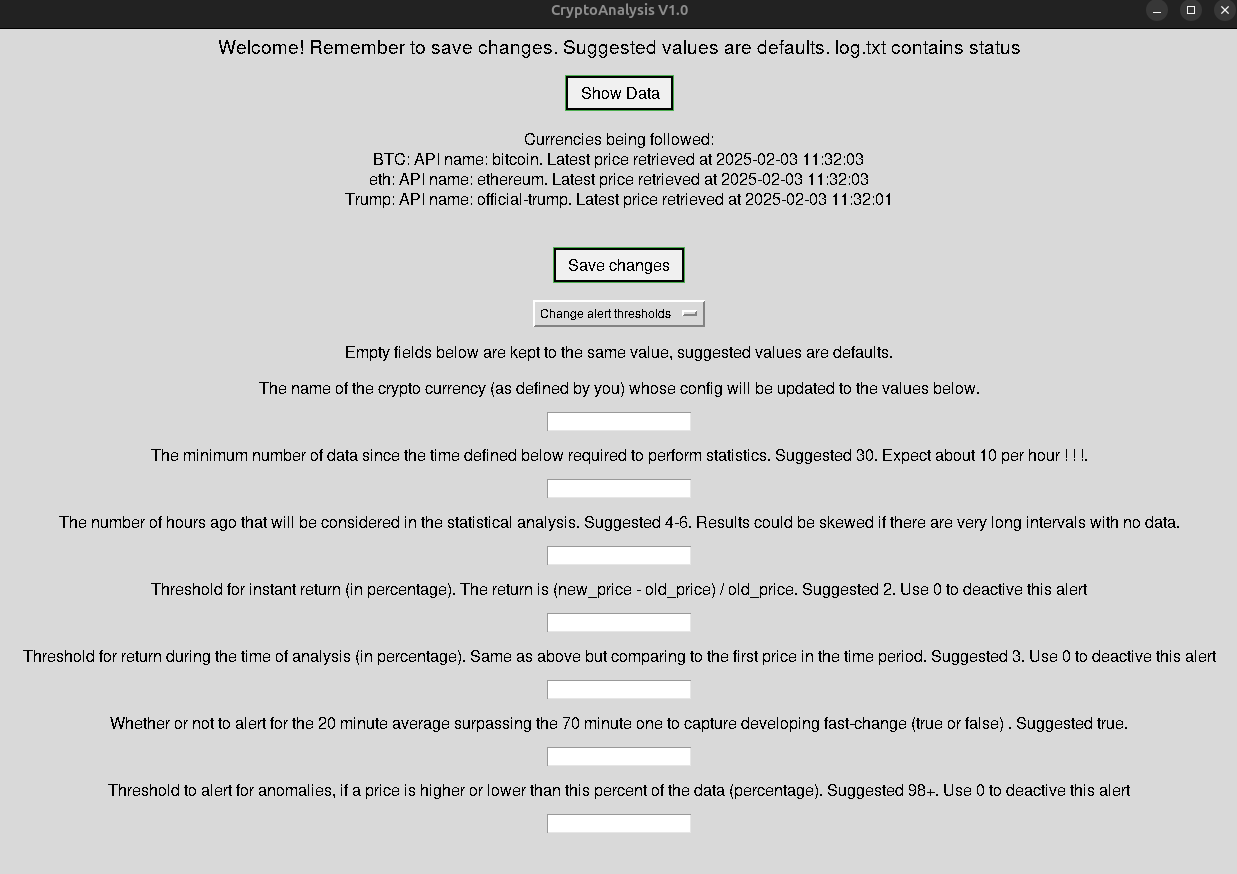 CryptoAnalysis V1.0
Welcome! Remember to save changes. Suggested values are defaults. log.txt contains status
Show Data
Currencies being followed:
BTC: API name: bitcoin. Latest price retrieved at 2025-02-03 11:32:03
eth: API name: ethereum. Latest price retrieved at 2025-02-03 11:32:03
Trump: API name: official-trump. Latest price retrieved at 2025-02-03 11:32:01
Save changes
Change alert thresholds
Empty fields below are kept to the same value, suggested values are defaults.
The name of the crypto currency (as defined by you) whose config will be updated to the values below.
The minimum number of data since the time defined below required to perform statistics. Suggested 30. Expect about 10 per hour ! ! !.
The number of hours ago that will be considered in the statistical analysis. Suggested 4-6. Results could be skewed if there are very long intervals with no data.
Threshold for instant return (in percentage). The return is (new_price - old_price) / old_price. Suggested 2. Use 0 to deactive this alert
Threshold for return during the time of analysis (in percentage). Same as above but comparing to the first price in the time period. Suggested 3. Use 0 to deactive this alert
Whether or not to alert for the 20 minute average surpassing the 70 minute one to capture developing fast-change (true or false) . Suggested true.
Threshold to alert for anomalies, if a price is higher or lower than this percent of the data (percentage). Suggested 98+. Use 0 to deactive this alert